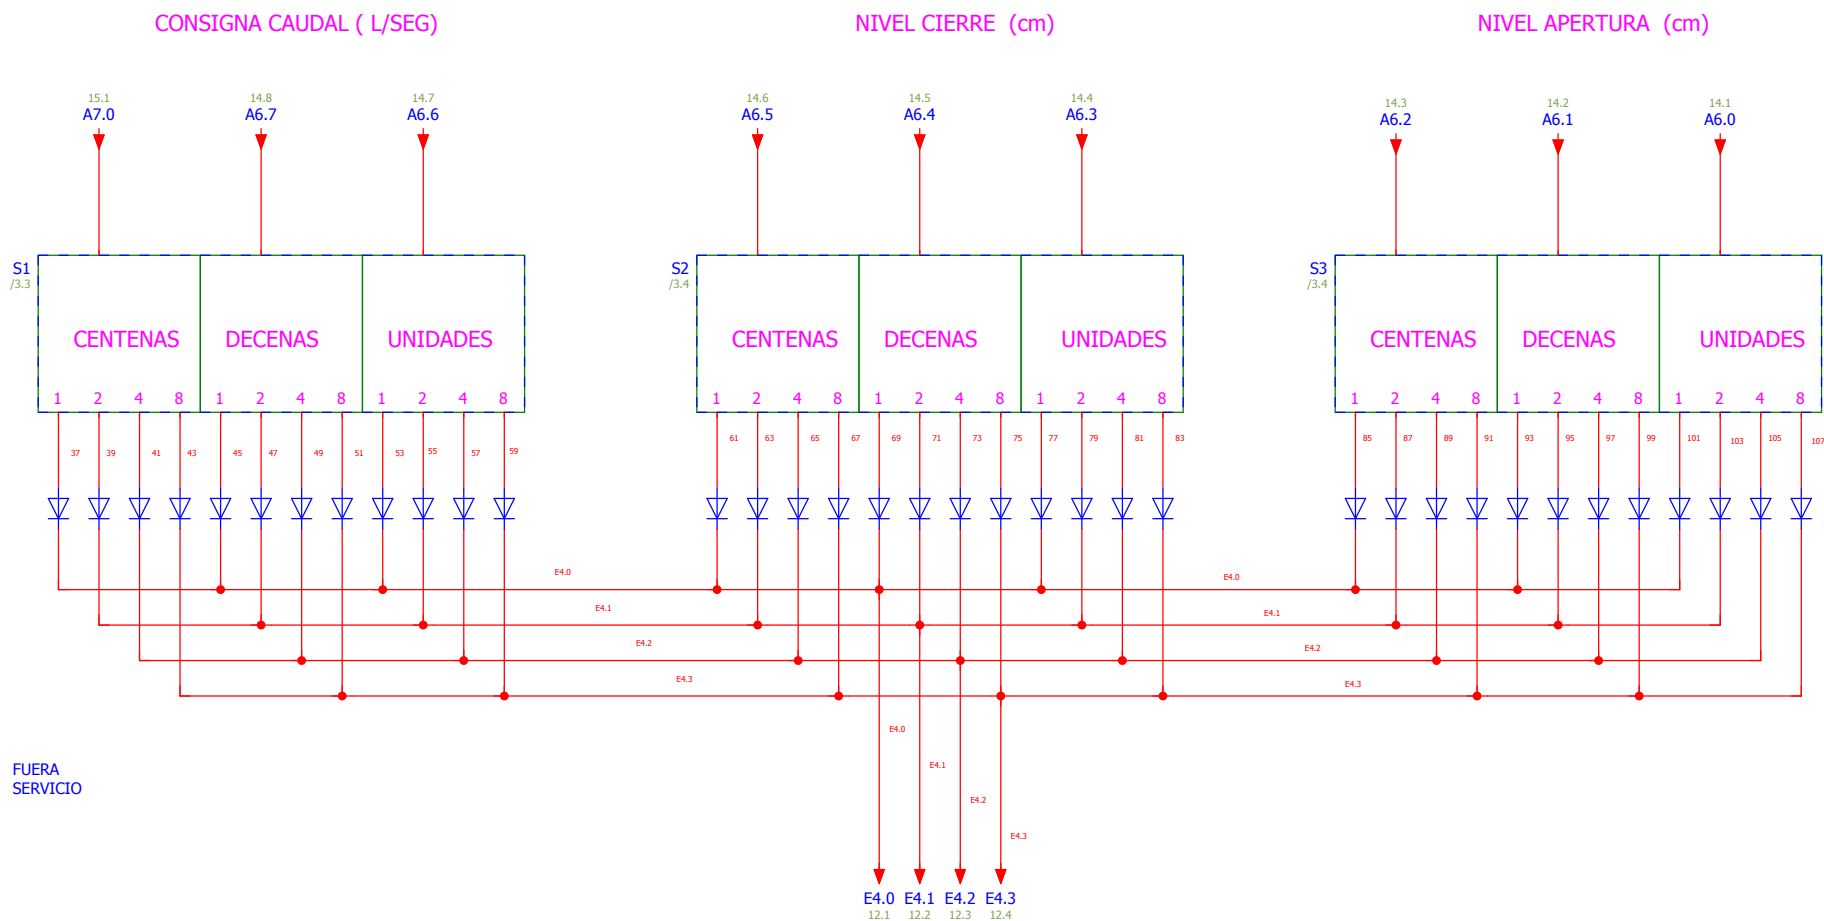 CONSIGNA CAUDAL ( L/SEG) NIVEL CIERRE (cm) NIVEL APERTURA (cm)
15.1 14.8 14.7 14.6 14.5 14.4 14.3 14.2 14.1
A7.0 A6.7 A6.6 A6.5 A6.4 A6.3 A6.2 A6.1 A6.0
S1 S2 S3
/3.3 /3.4 /3.4
CENTENAS DECENAS UNIDADES CENTENAS DECENAS UNIDADES CENTENAS DECENAS UNIDADES
1 2 4 8 1 2 4 8 1 2 4 8 1 2 4 8 1 2 4 8 1 2 4 8 1 2 4 8 1 2 4 8 1 2 4 8
37 39 41 43 45 47 49 51 53 55 57 59 61 63 65 67 69 71 73 75 77 79 81 83 85 87 89 91 93 95 97 99 101 103 105 107
E4.0 E4.0
E4.1 E4.1
E4.2 E4.2
E4.3 E4.3
E4.0
E4.1
E4.2
E4.3
FUERA
SERVICIO
E4.0 E4.1 E4.2 E4.3
12.1 12.2 12.3 12.4